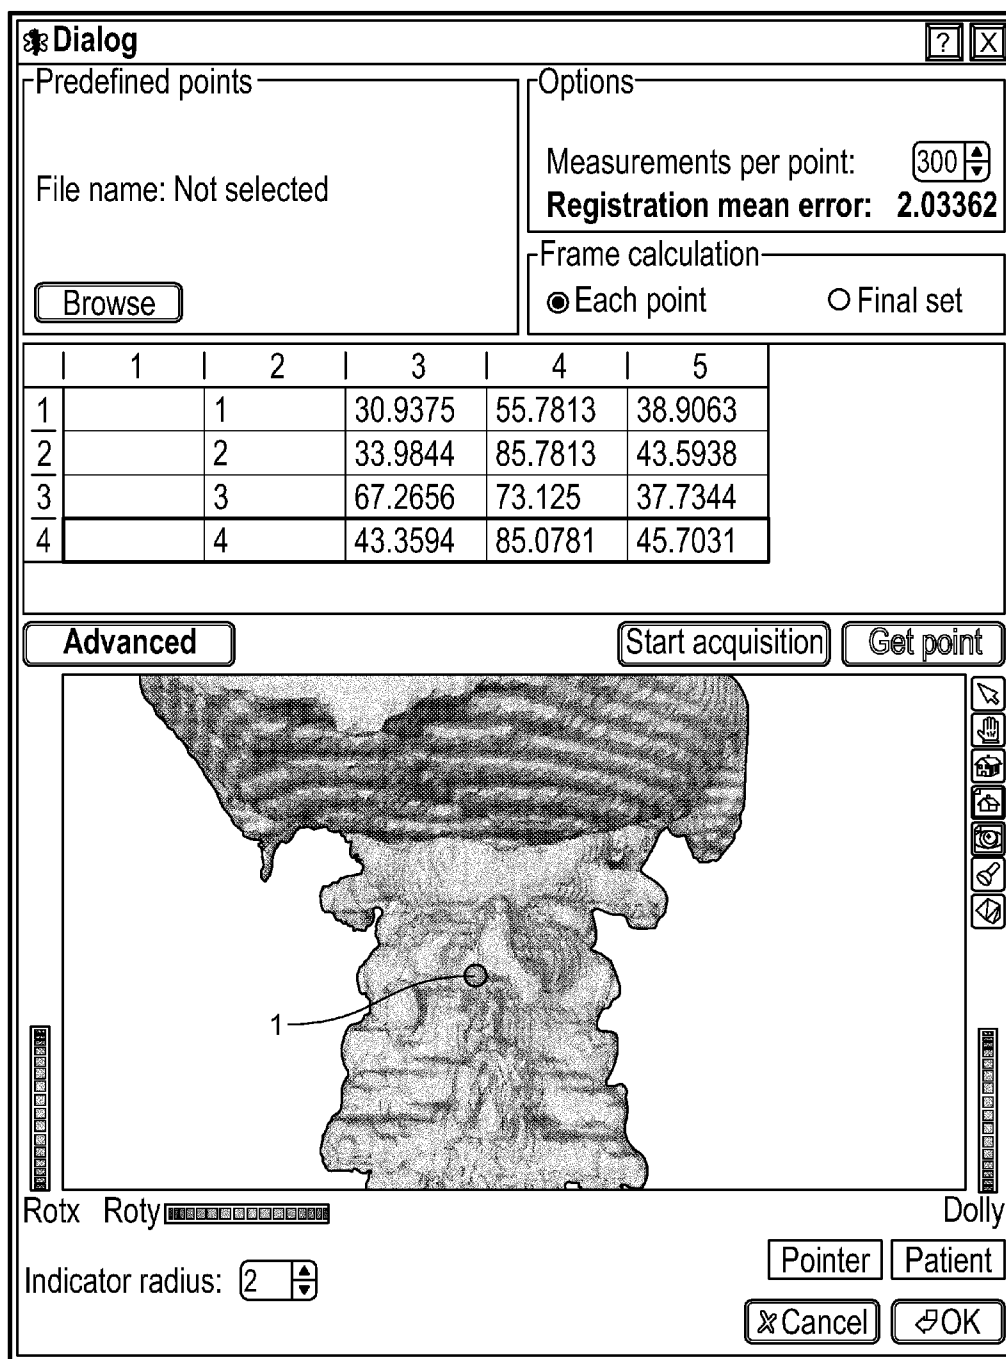 Dialog ? X
Predefined points
File name: Not selected
Browse
Options
Measurements per point: 300
Registration mean error: 2.03362
Frame calculation
Each point Final set
1 2 3 4 5
1 1 30.9375 55.7813 38.9063
2 2 33.9844 85.7813 43.5938
3 3 67.2656 73.125 37.7344
4 4 43.3594 85.0781 45.7031
Advanced Start acquisition Get point
1
Rotx Roty Dolly
Indicator radius: 2
Pointer Patient
Cancel OK